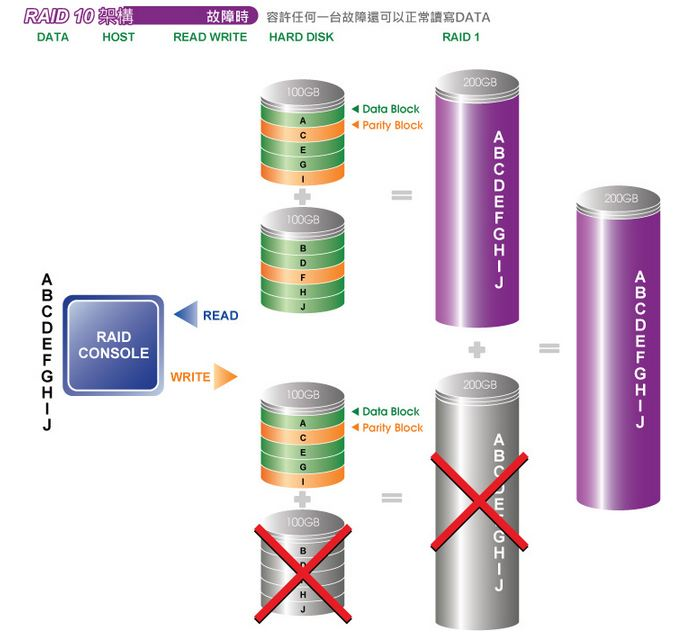 RAID 10 架構 故障時 容許任何一台故障還可以正常讀寫DATA
DATA HOST READ WRITE HARD DISK RAID 1
100GB
Data Block
Parity Block
A
C
E
G
I
100GB
B
D
F
H
J
200GB
A
B
C
D
E
F
G
H
I
J
200GB
A
B
C
D
E
F
G
H
I
J
A
B
C
D
E
F
G
H
I
J
RAID
CONSOLE
READ
WRITE
100GB
Data Block
Parity Block
A
C
E
G
I
100GB
B
D
H
J
200GB
A
B
C
D
E
F
G
H
I
J